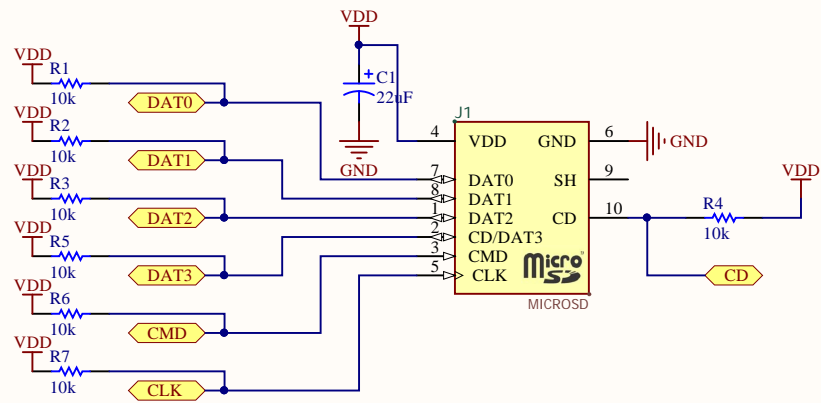 VDD
R1
10k
DAT0
VDD
R2
10k
DAT1
VDD
R3
10k
DAT2
VDD
R5
10k
DAT3
VDD
R6
10k
CMD
VDD
R7
10k
CLK
VDD
C1
22uF
GND
J1
4 VDD GND 6
7 DAT0 SH 9
8 DAT1
1 DAT2 CD 10
2 CD/DAT3
3 CMD
5 CLK
Micro SD
MICROSD
GND
VDD
R4
10k
CD